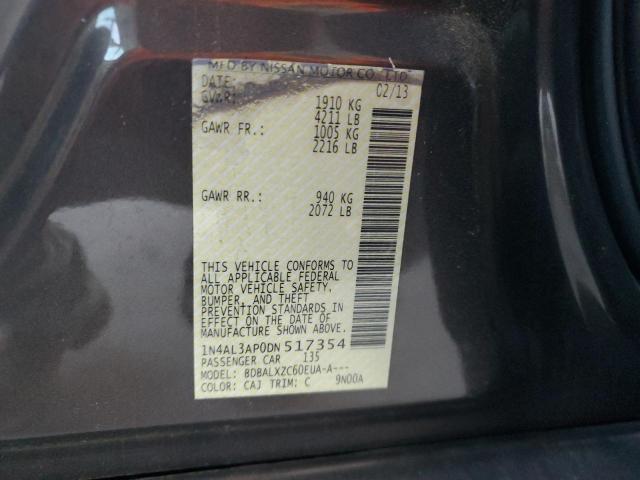 MFD BY NISSAN MOTOR CO., LTD
DATE: 02/13
GVWR: 1910 KG
4211 LB
GAWR FR.: 1005 KG
2216 LB
GAWR RR.: 940 KG
2072 LB
THIS VEHICLE CONFORMS TO
ALL APPLICABLE FEDERAL
MOTOR VEHICLE SAFETY,
BUMPER, AND THEFT
PREVENTION STANDARDS IN
EFFECT ON THE DATE OF
MANUFACTURE SHOWN ABOVE.
1N4AL3AP0DN517354
PASSENGER CAR 135
MODEL: BDBALXZC60EUA-A---
COLOR: CAJ TRIM: C 9N00A